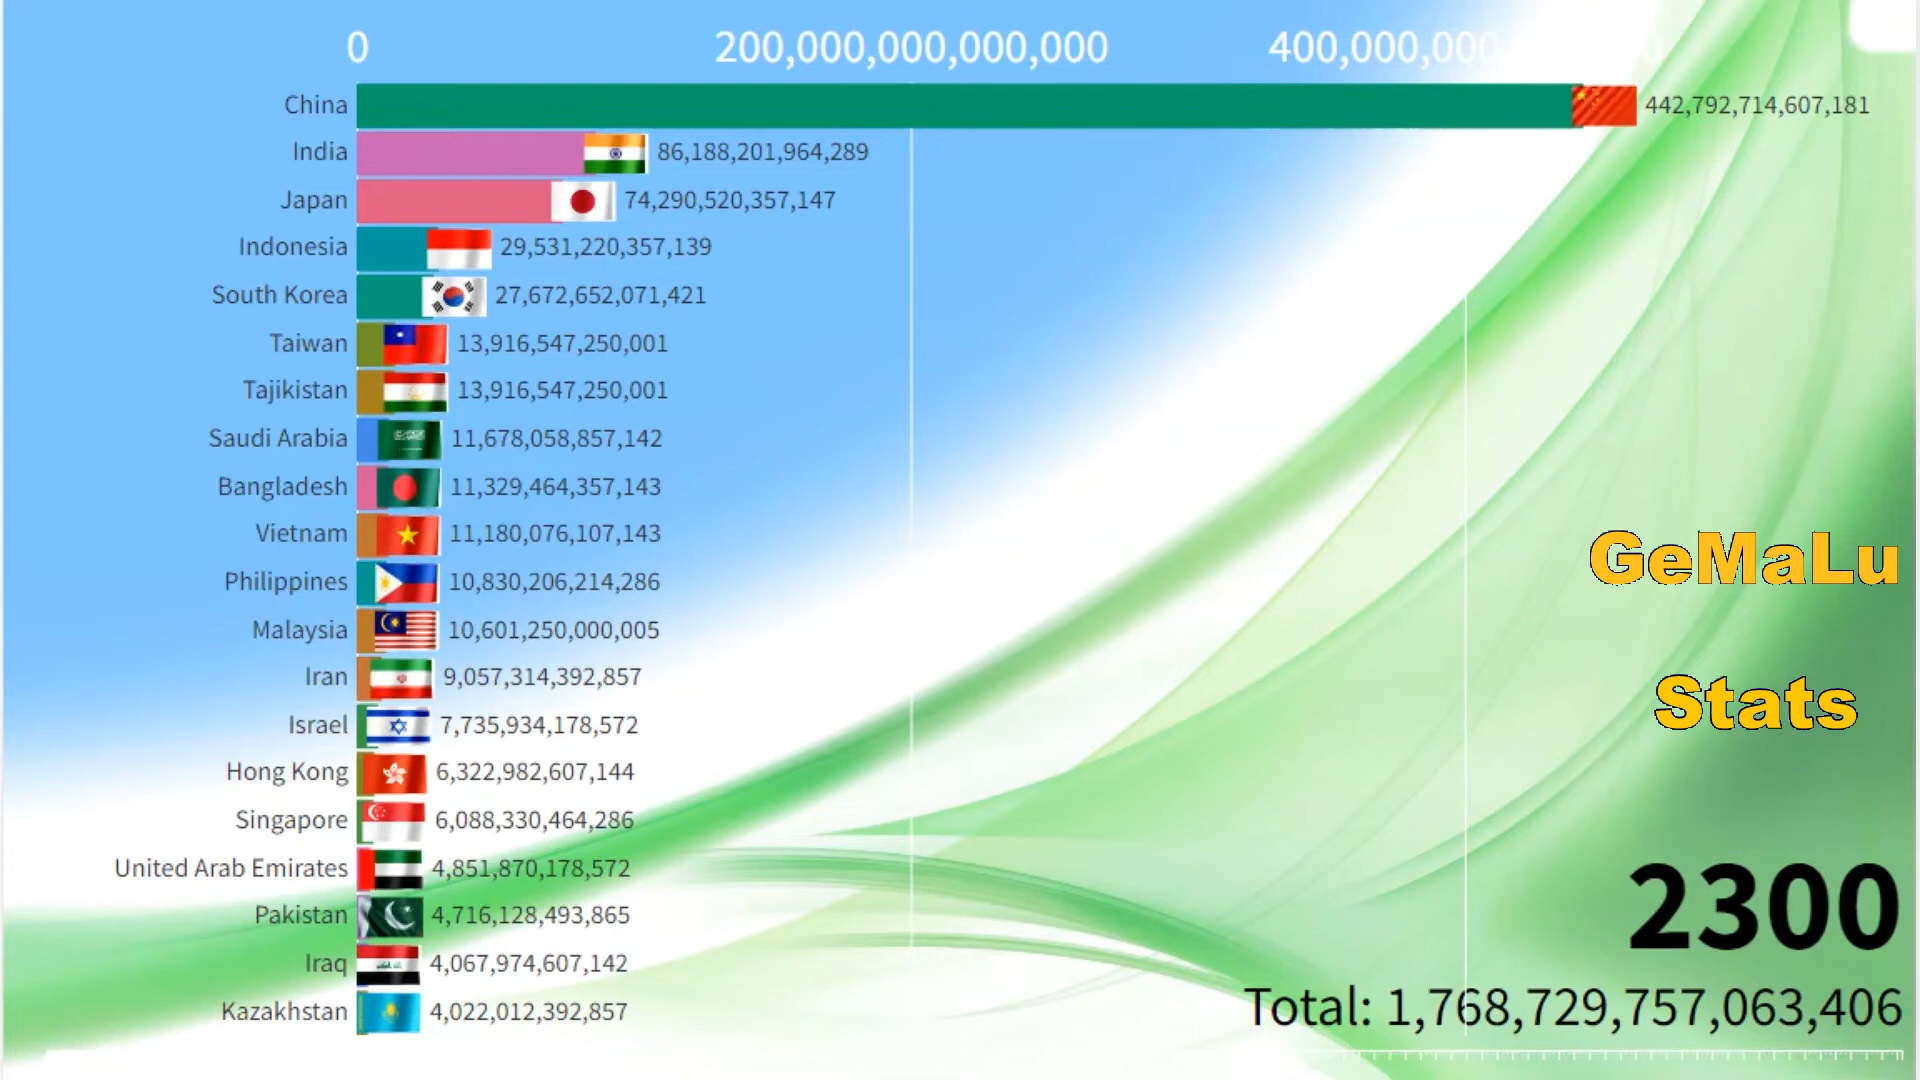 0 200,000,000,000,000 400,000,000
China 442,792,714,607,181
India 86,188,201,964,289
Japan 74,290,520,357,147
Indonesia 29,531,220,357,139
South Korea 27,672,652,071,421
Taiwan 13,916,547,250,001
Tajikistan 13,916,547,250,001
Saudi Arabia 11,678,058,857,142
Bangladesh 11,329,464,357,143
Vietnam 11,180,076,107,143
Philippines 10,830,206,214,286
Malaysia 10,601,250,000,005
Iran 9,057,314,392,857
Israel 7,735,934,178,572
Hong Kong 6,322,982,607,144
Singapore 6,088,330,464,286
United Arab Emirates 4,851,870,178,572
Pakistan 4,716,128,493,865
Iraq 4,067,974,607,142
Kazakhstan 4,022,012,392,857
GeMaLu
Stats
2300
Total: 1,768,729,757,063,406